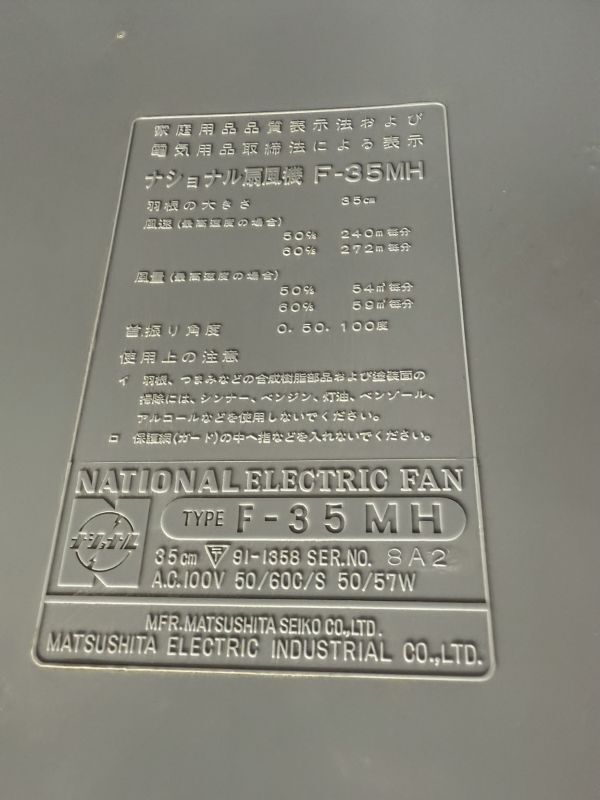 家庭用品品質表示法および
電気用品取締法による表示
ナショナル扇風機 F-35MH
羽根の大きさ 35cm
風速(最高速度の場合)
50% 240m毎分
60% 272m毎分
風量(最高速度の場合)
50% 54㎥毎分
60% 59㎥毎分
首振り角度 0.50.100度
使用上の注意
イ 羽根、つまみなどの合成樹脂部品および塗装面の
掃除には、シンナー、ベンジン、灯油、ベンゾール、
アルコールなどを使用しないでください。
ロ 保護網(ガード)の中へ指などを入れないでください。
NATIONAL ELECTRIC FAN
ナショナル
TYPE F-35MH
35cm 〒 91-1358 SER.NO. 8A2
A.C.100V 50/60C/S 50/57W
MFR.MATSUSHITA SEIKO CO.,LTD.
MATSUSHITA ELECTRIC INDUSTRIAL CO.,LTD.